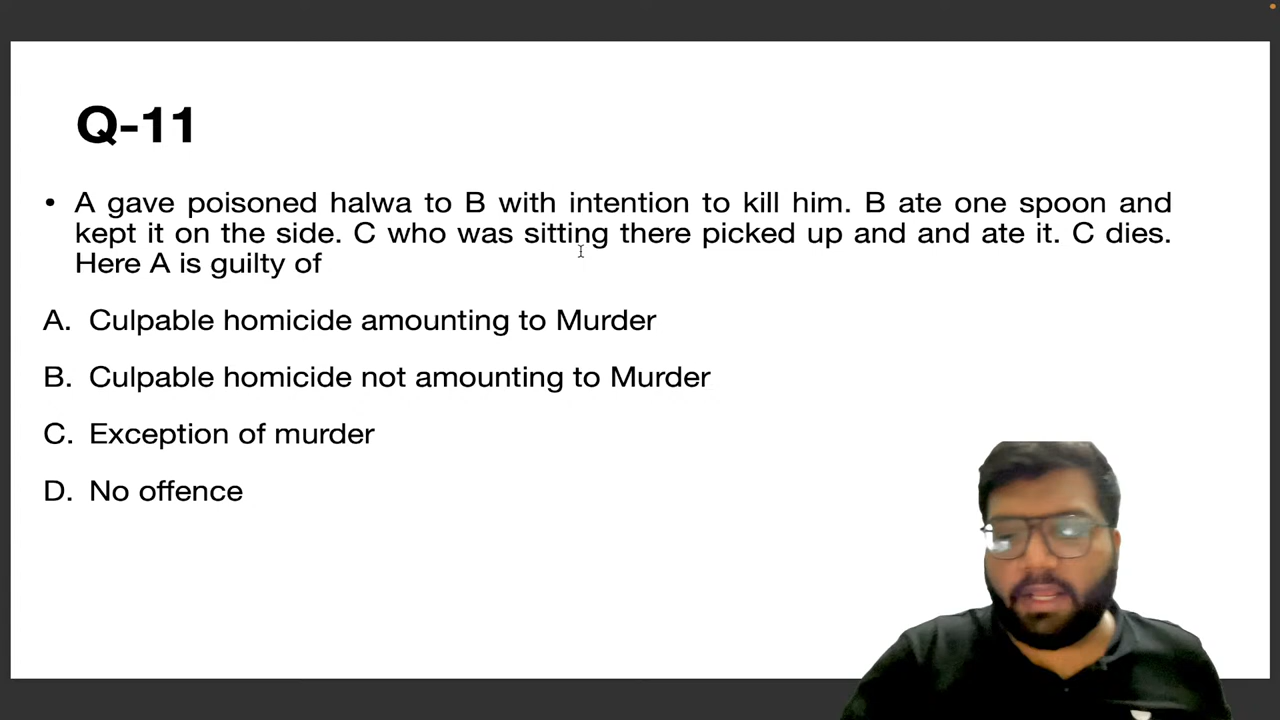 Q-11
• A gave poisoned halwa to B with intention to kill him. B ate one spoon and
kept it on the side. C who was sitting there picked up and and ate it. C dies.
Here A is guilty of
A. Culpable homicide amounting to Murder
B. Culpable homicide not amounting to Murder
C. Exception of murder
D. No offence